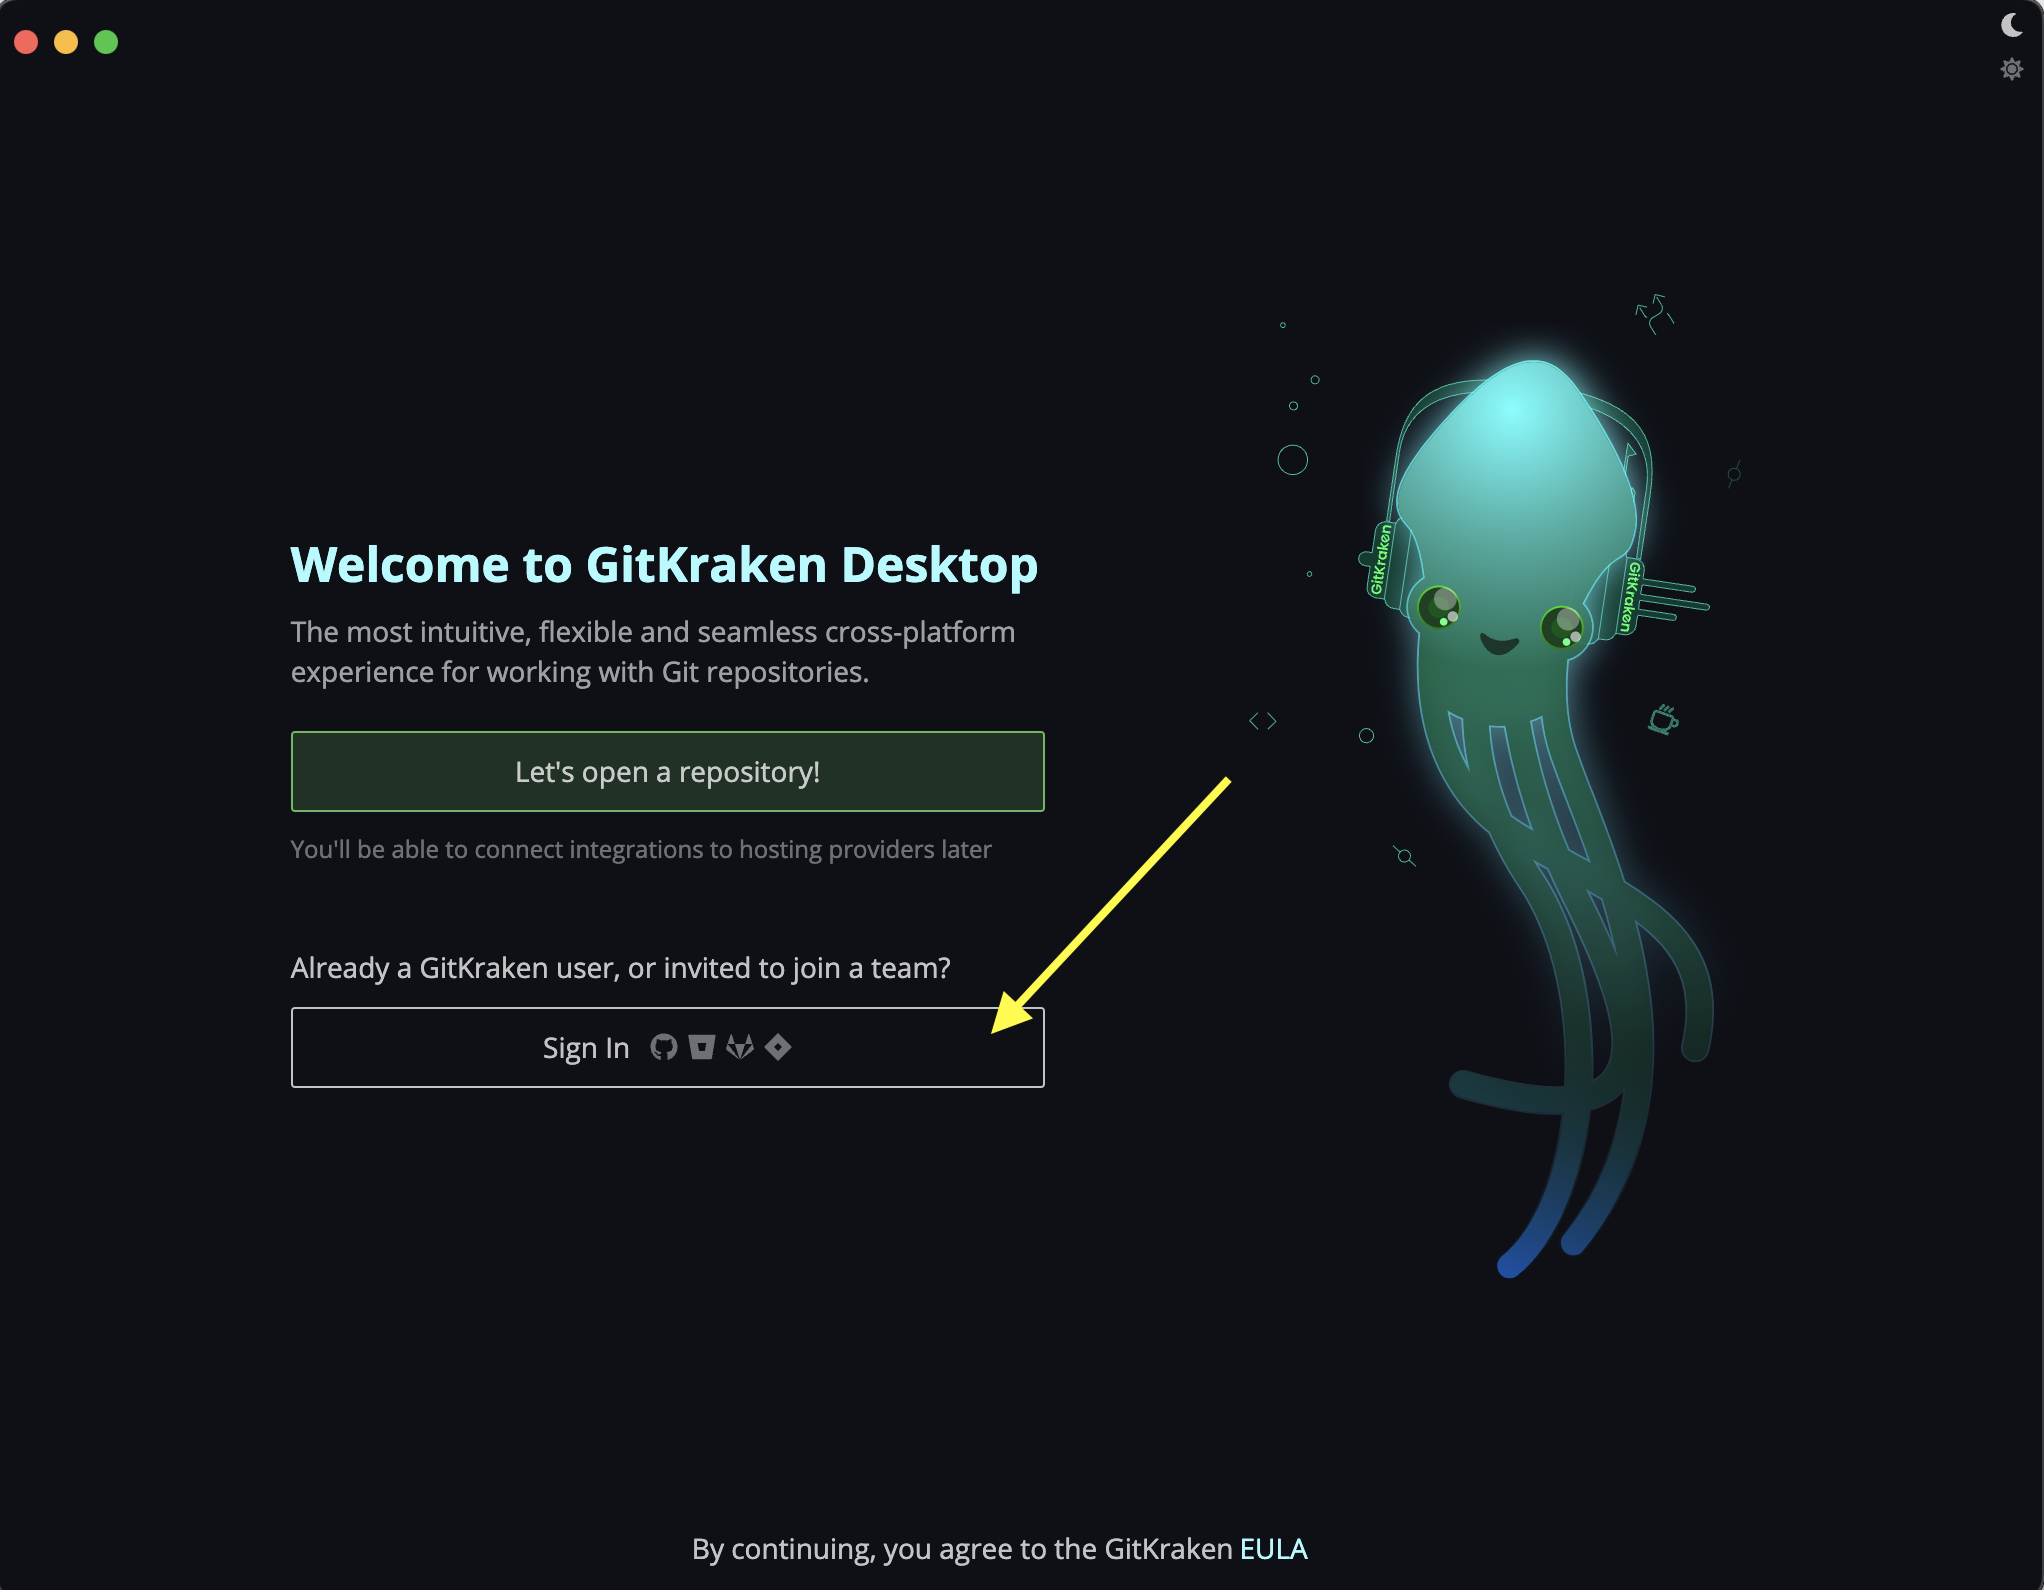 Welcome to GitKraken Desktop
The most intuitive, flexible and seamless cross-platform
experience for working with Git repositories.
Let's open a repository!
You'll be able to connect integrations to hosting providers later
Already a GitKraken user, or invited to join a team?
Sign In
GitKraken
GitKraken
By continuing, you agree to the GitKraken EULA